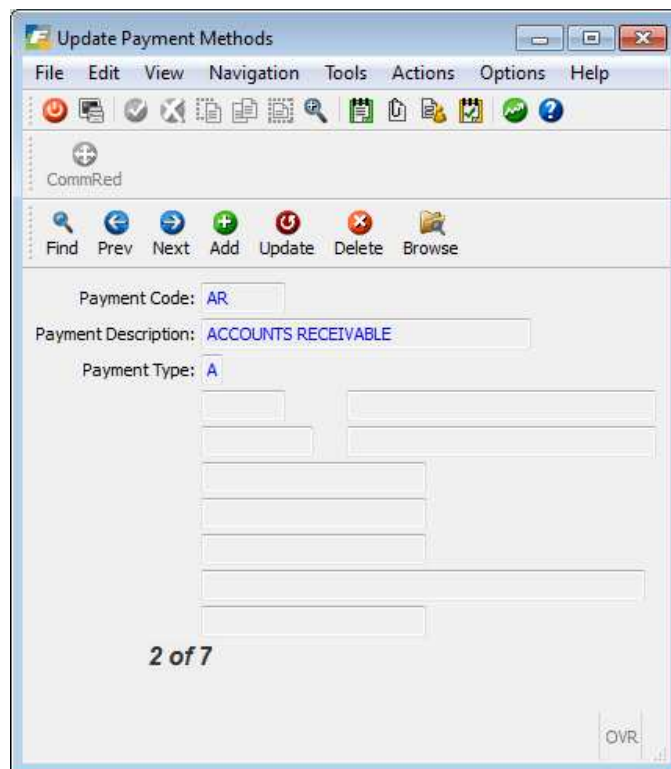 Update Payment Methods
File Edit View Navigation Tools Actions Options Help
CommRed
Find Prev Next Add Update Delete Browse
Payment Code: AR
Payment Description: ACCOUNTS RECEIVABLE
Payment Type: A
2 of 7
OVR